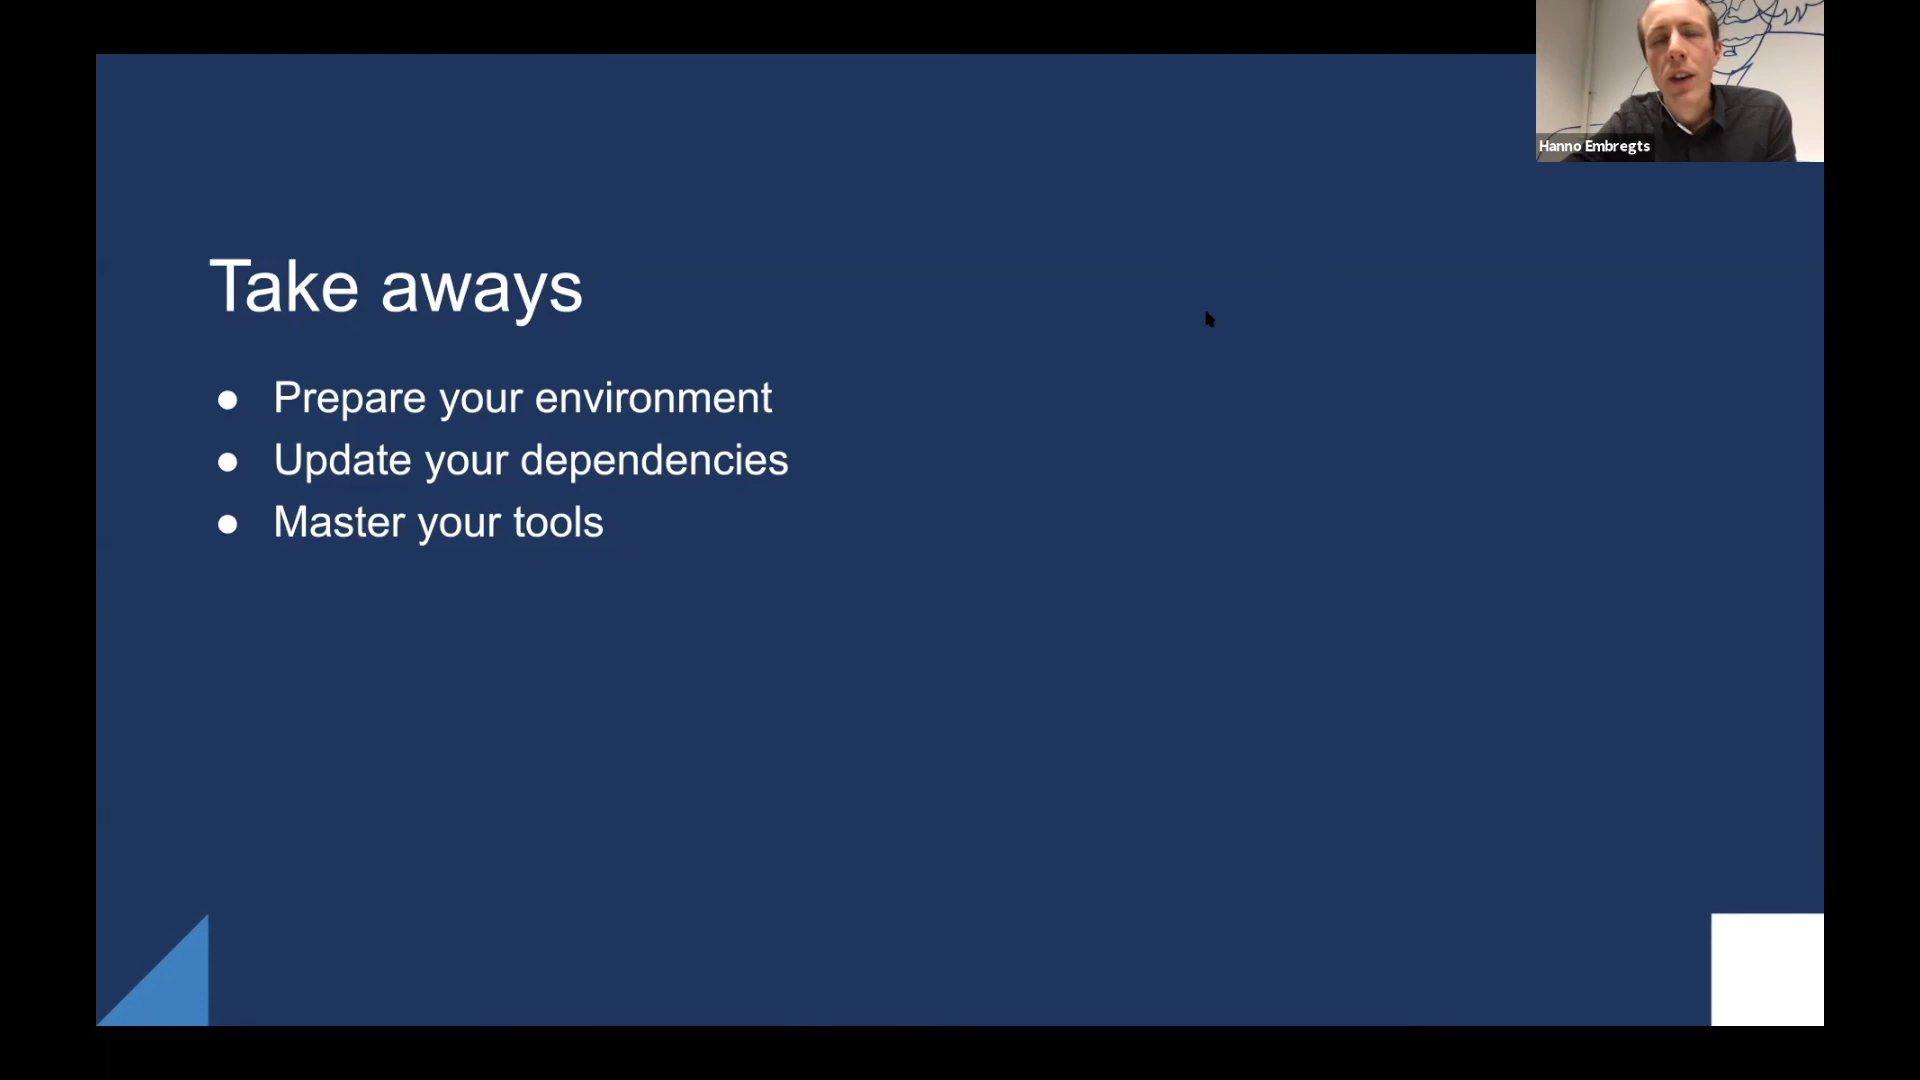 Hanno Embregts
Take aways
● Prepare your environment
● Update your dependencies
● Master your tools